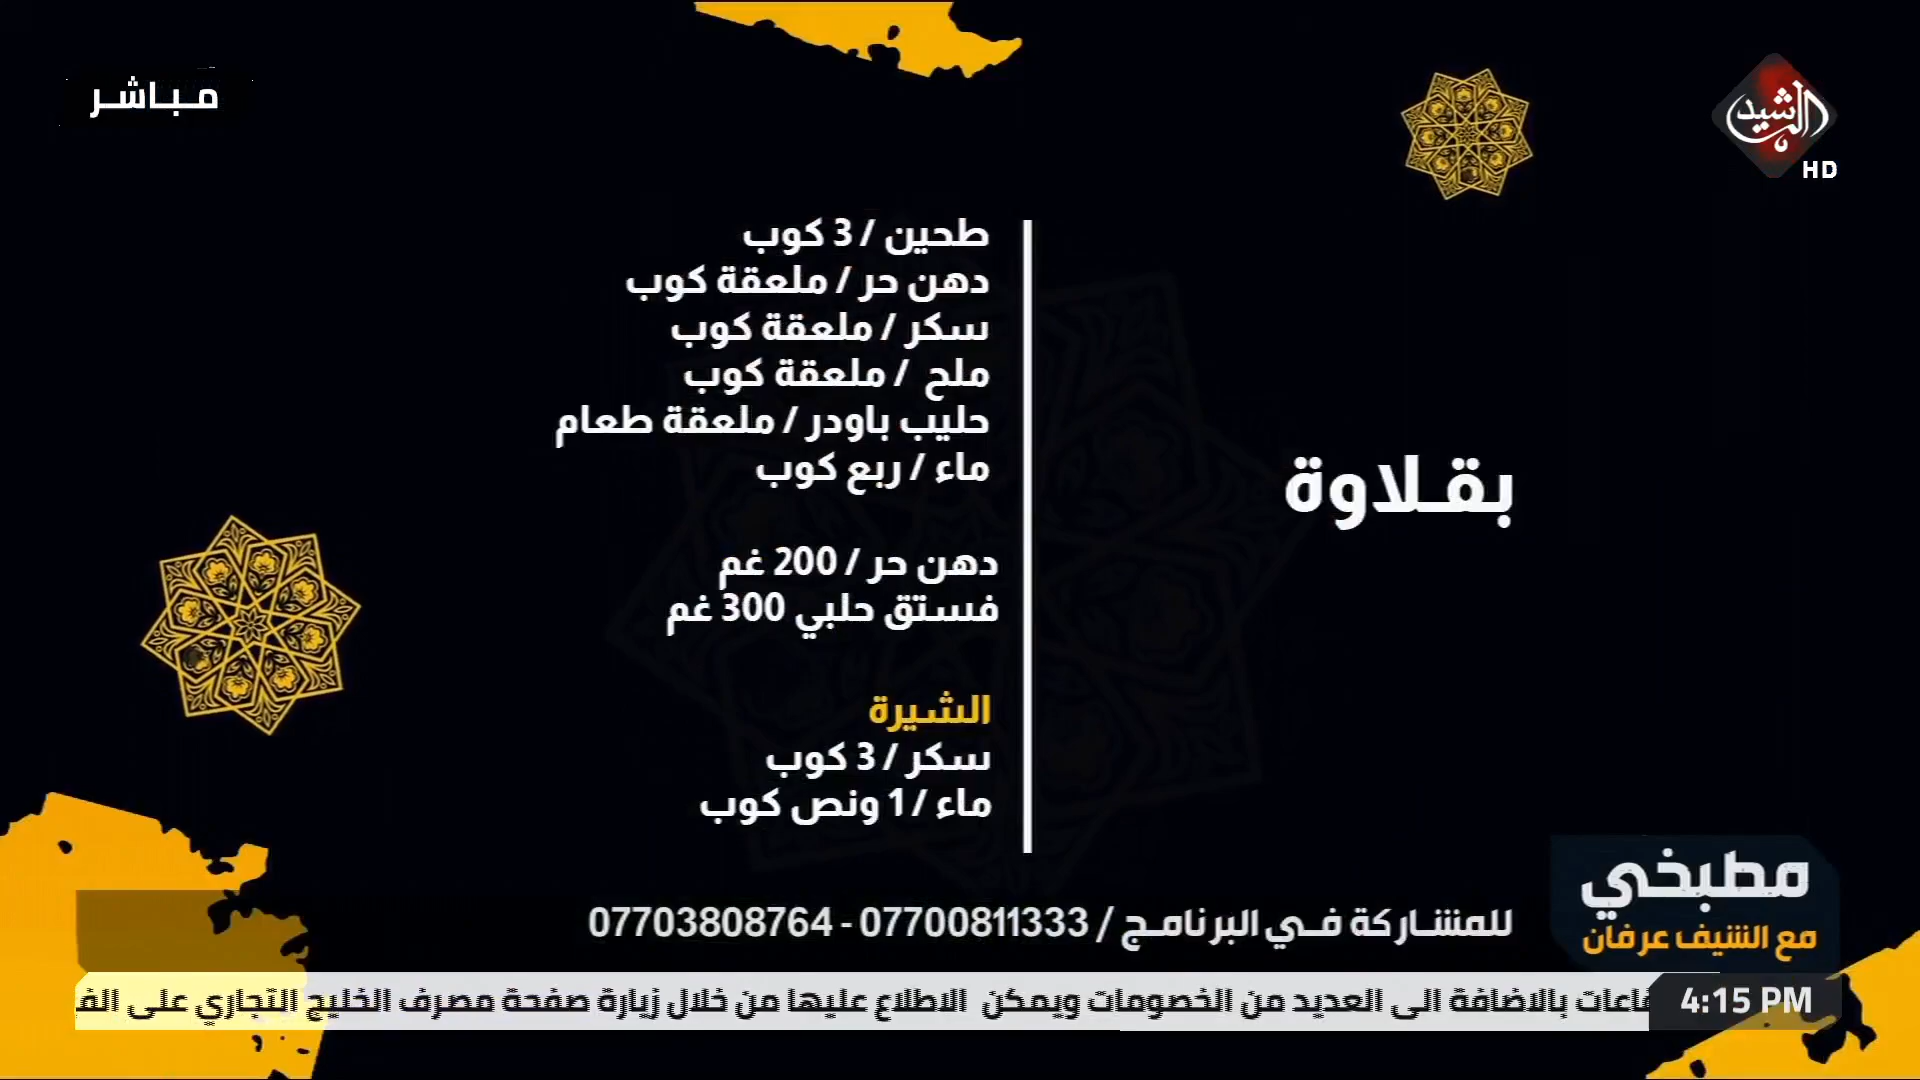 مباشر
الرشيد
HD
بقلاوة
طحين / 3 كوب
دهن حر / ملعقة كوب
سكر / ملعقة كوب
ملح / ملعقة كوب
حليب باودر / ملعقة طعام
ماء / ربع كوب
دهن حر / 200 غم
فستق حلبي 300 غم
الشيرة
سكر / 3 كوب
ماء / 1 ونص كوب
مطبخي
مع الشيف عرفان
للمشاركة في البرنامج / 07700811333 - 07703808764
4:15 PM
بالاضافة الى العديد من الخصومات ويمكن الاطلاع عليها من خلال زيارة صفحة مصرف الخليج التجاري على